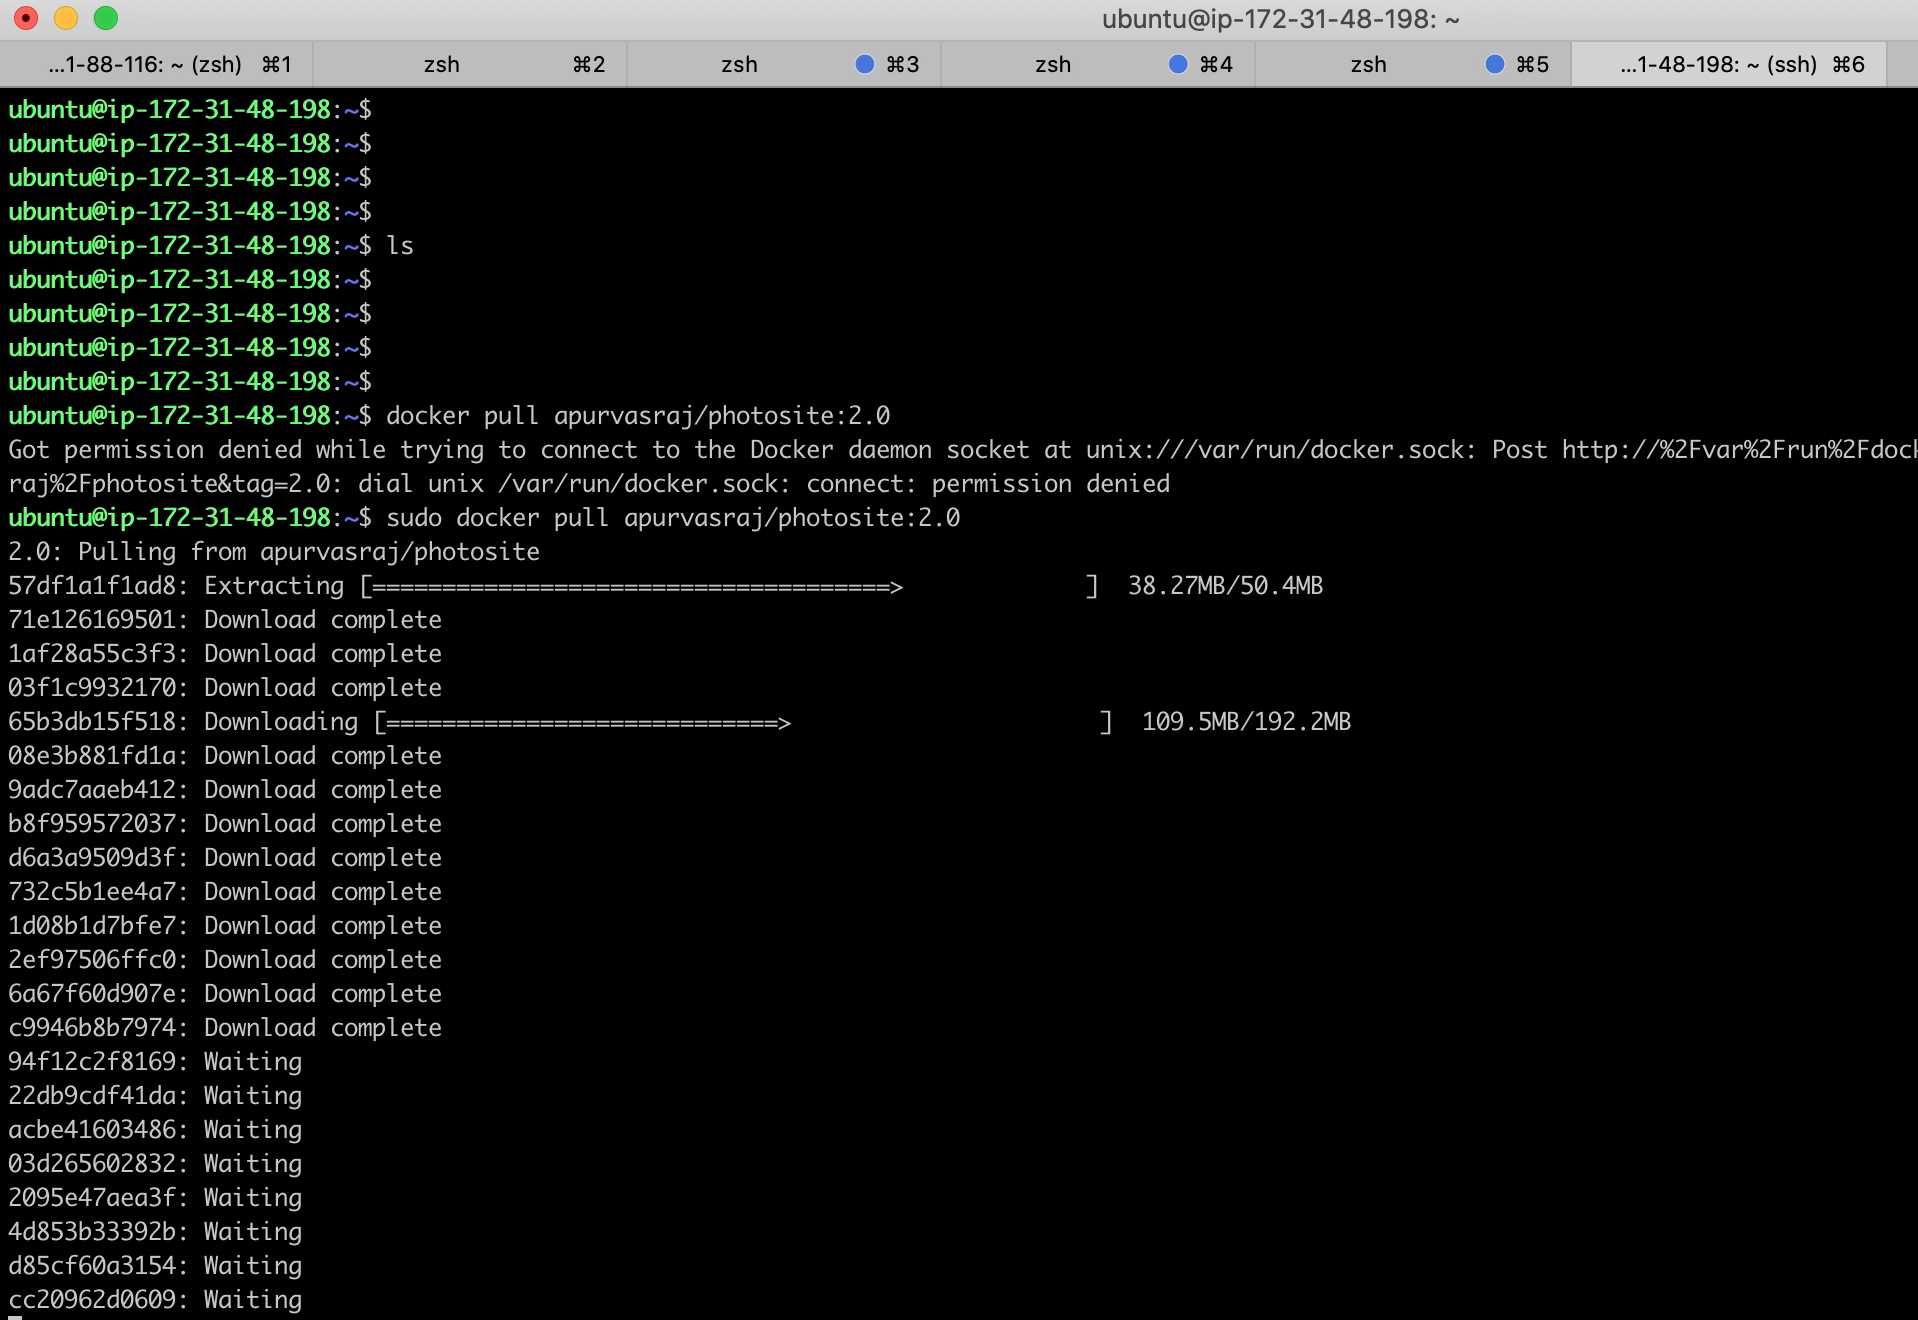 ubuntu@ip-172-31-48-198: ~
...1-88-116: ~ (zsh) ⌘1 zsh ⌘2 zsh ⌘3 zsh ⌘4 zsh ⌘5 ...1-48-198: ~ (ssh) ⌘6
ubuntu@ip-172-31-48-198:~$
ubuntu@ip-172-31-48-198:~$
ubuntu@ip-172-31-48-198:~$
ubuntu@ip-172-31-48-198:~$
ubuntu@ip-172-31-48-198:~$ ls
ubuntu@ip-172-31-48-198:~$
ubuntu@ip-172-31-48-198:~$
ubuntu@ip-172-31-48-198:~$
ubuntu@ip-172-31-48-198:~$
ubuntu@ip-172-31-48-198:~$ docker pull apurvasraj/photosite:2.0
Got permission denied while trying to connect to the Docker daemon socket at unix:///var/run/docker.sock: Post http://%2Fvar%2Frun%2Fdock
raj%2Fphotosite&tag=2.0: dial unix /var/run/docker.sock: connect: permission denied
ubuntu@ip-172-31-48-198:~$ sudo docker pull apurvasraj/photosite:2.0
2.0: Pulling from apurvasraj/photosite
57df1a1f1ad8: Extracting [=====================================>             ]  38.27MB/50.4MB
71e126169501: Download complete
1af28a55c3f3: Download complete
03f1c9932170: Download complete
65b3db15f518: Downloading [============================>                      ]  109.5MB/192.2MB
08e3b881fd1a: Download complete
9adc7aaeb412: Download complete
b8f959572037: Download complete
d6a3a9509d3f: Download complete
732c5b1ee4a7: Download complete
1d08b1d7bfe7: Download complete
2ef97506ffc0: Download complete
6a67f60d907e: Download complete
c9946b8b7974: Download complete
94f12c2f8169: Waiting
22db9cdf41da: Waiting
acbe41603486: Waiting
03d265602832: Waiting
2095e47aea3f: Waiting
4d853b33392b: Waiting
d85cf60a3154: Waiting
cc20962d0609: Waiting